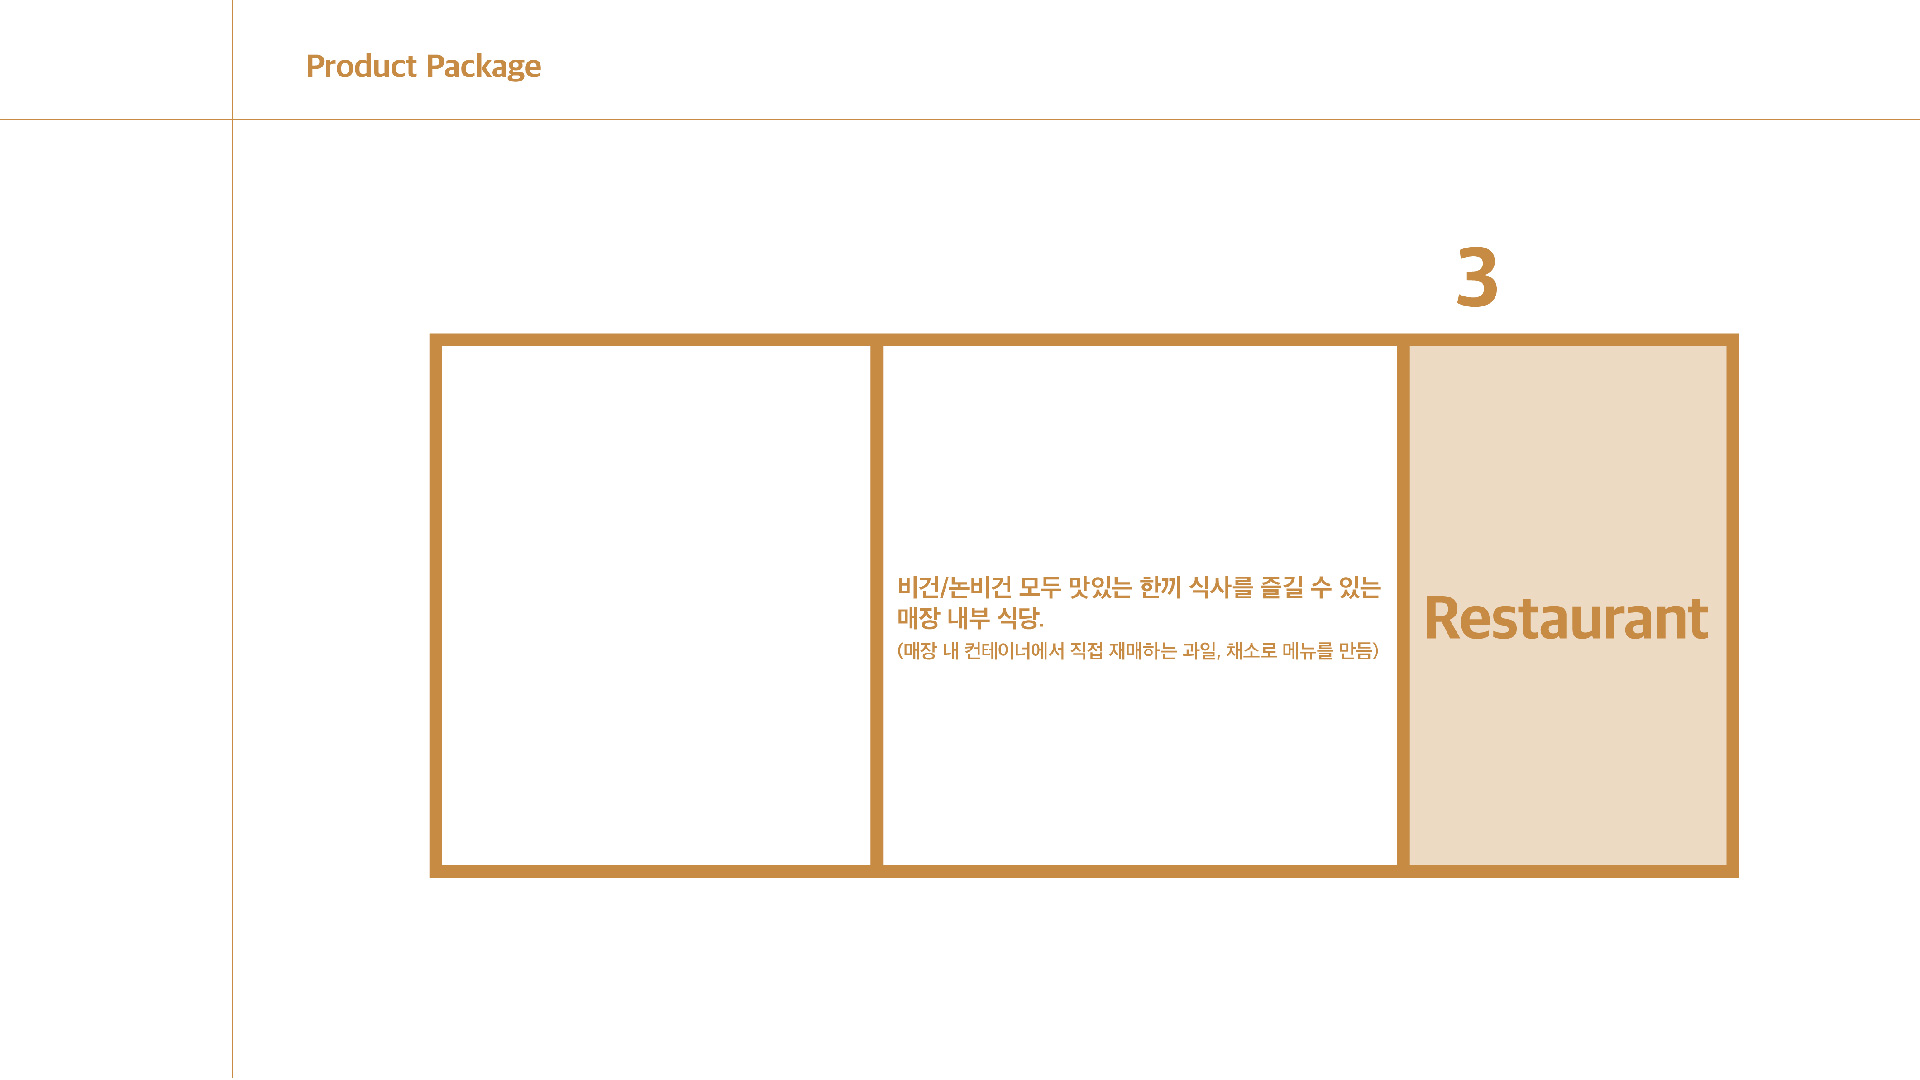 Product Package
3
비건/논비건 모두 맛있는 한끼 식사를 즐길 수 있는
매장 내부 식당.
(매장 내 컨테이너에서 직접 재매하는 과일, 채소로 메뉴를 만듬)
Restaurant